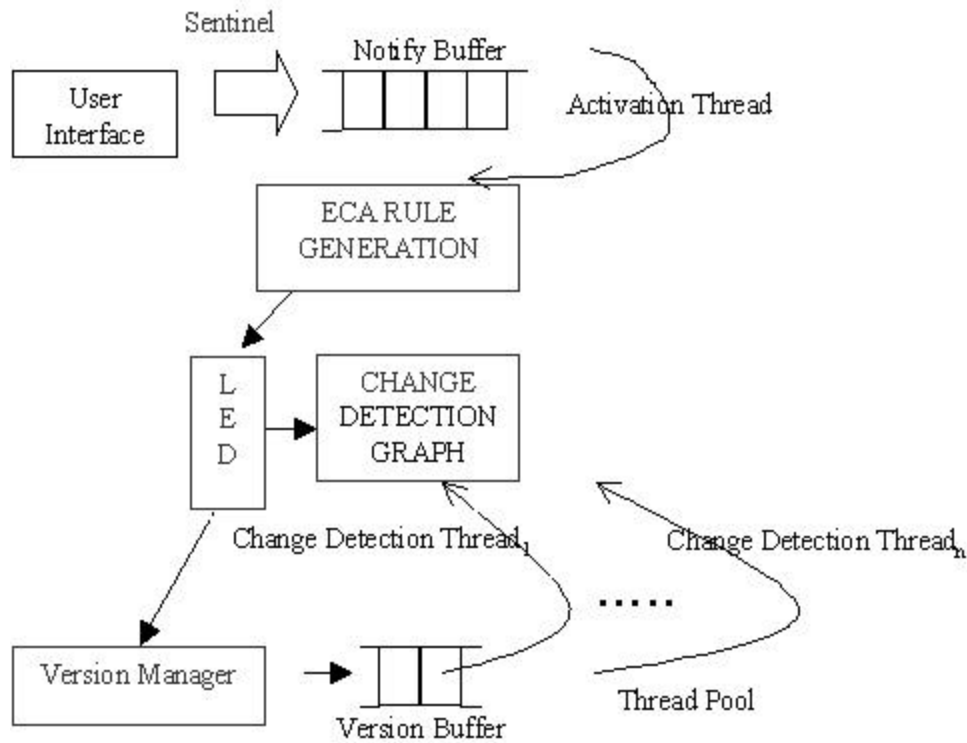 Sentinel
Notify Buffer
User
Interface
Activation Thread
ECA RULE
GENERATION
L
E
D
CHANGE
DETECTION
GRAPH
Change Detection Thread1
Change Detection Threadn
.....
Version Manager
Version Buffer
Thread Pool